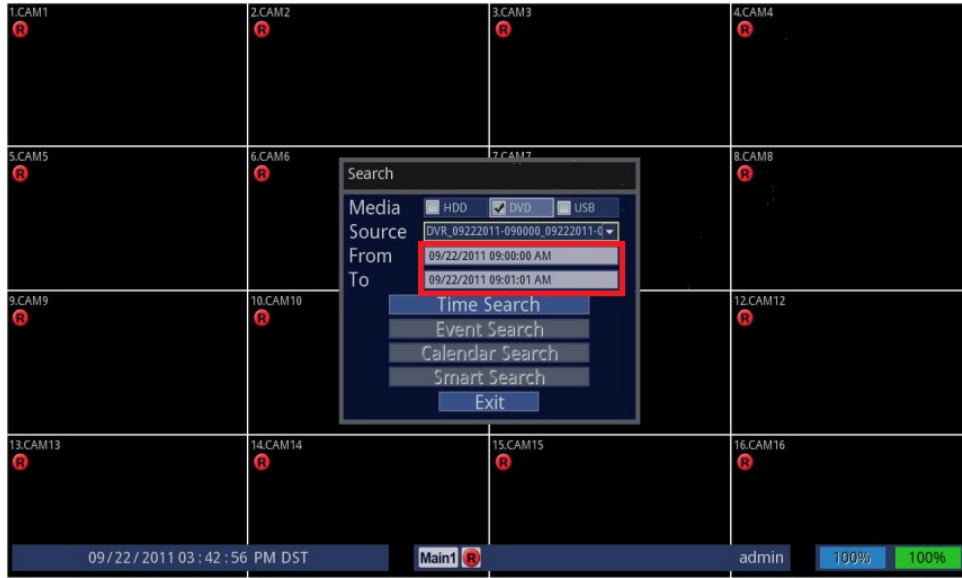 1.CAM1 2.CAM2 3.CAM3 4.CAM4
R R R R
5.CAM5 6.CAM6 7.CAM7 8.CAM8
R R R
Search
Media HDD DVD USB
Source DVR_09222011-090000_09222011-0
From 09/22/2011 09:00:00 AM
To 09/22/2011 09:01:01 AM
9.CAM9 10.CAM10 12.CAM12
R R R
Time Search
Event Search
Calendar Search
Smart Search
Exit
13.CAM13 14.CAM14 15.CAM15 16.CAM16
R R R R
09/22/2011 03:42:56 PM DST Main1 R admin 100% 100%